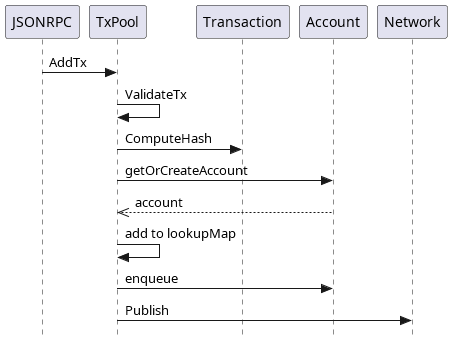 JSONRPC TxPool Transaction Account Network
AddTx
ValidateTx
ComputeHash
getOrCreateAccount
account
add to lookupMap
enqueue
Publish